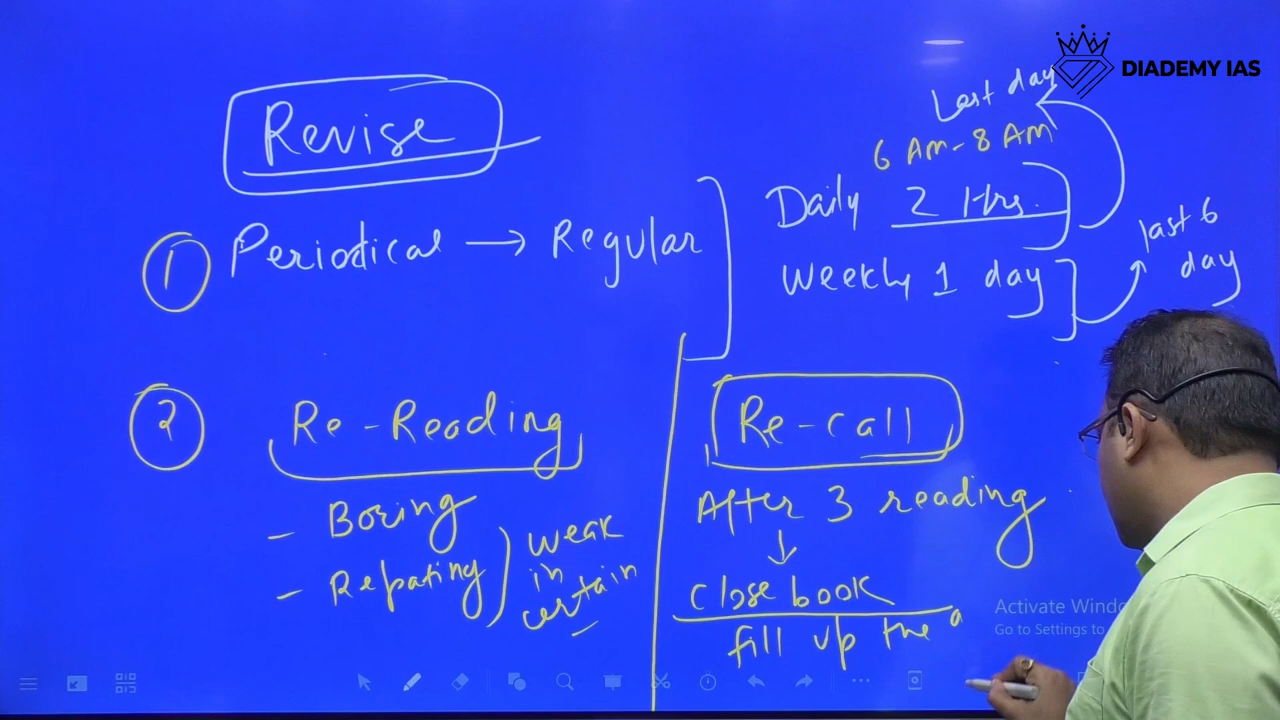 DIADEMY IAS
Revise
Last day
6 AM - 8 AM
Daily 2 Hrs.
① Periodical → Regular
Weekly 1 day
last 6
day
② Re-Reading
- Boring
- Repating
weak
in
certain
Re-call
After 3 reading
↓
close book
fill up the a
Activate Windo
Go to Settings to